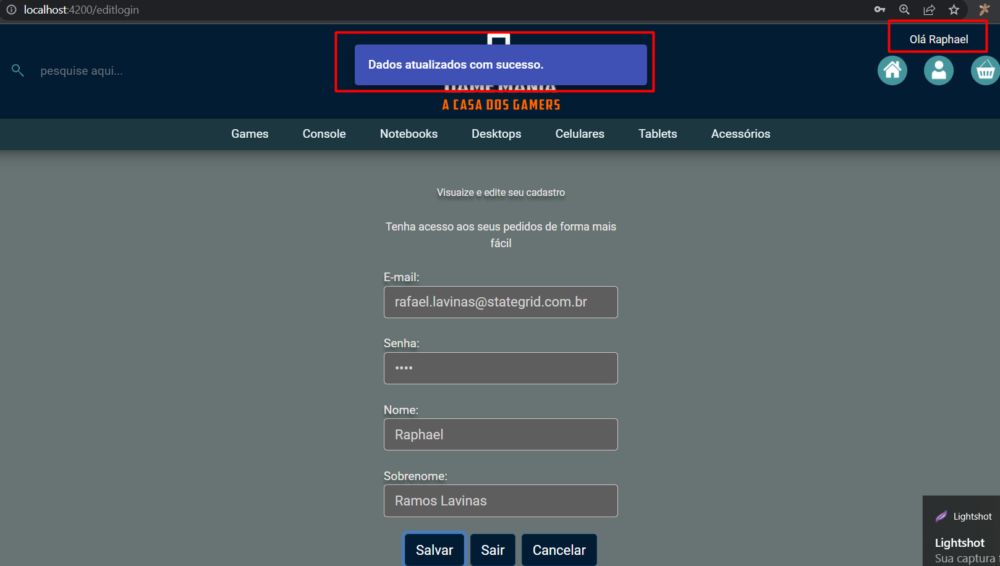 localhost:4200/editlogin
Olá Raphael
Dados atualizados com sucesso.
pesquise aqui...
GAME MANIA
A CASA DOS GAMERS
Games Console Notebooks Desktops Celulares Tablets Acessórios
Visuaize e edite seu cadastro
Tenha acesso aos seus pedidos de forma mais
fácil
E-mail:
rafael.lavinas@stategrid.com.br
Senha:
••••
Nome:
Raphael
Sobrenome:
Ramos Lavinas
Salvar Sair Cancelar
Lightshot
Lightshot
Sua captura